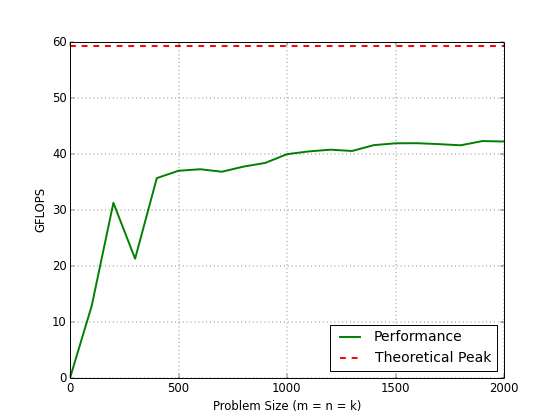 60
50
40
30
20
10
0
GFLOPS
Performance
Theoretical Peak
0 500 1000 1500 2000
Problem Size (m = n = k)